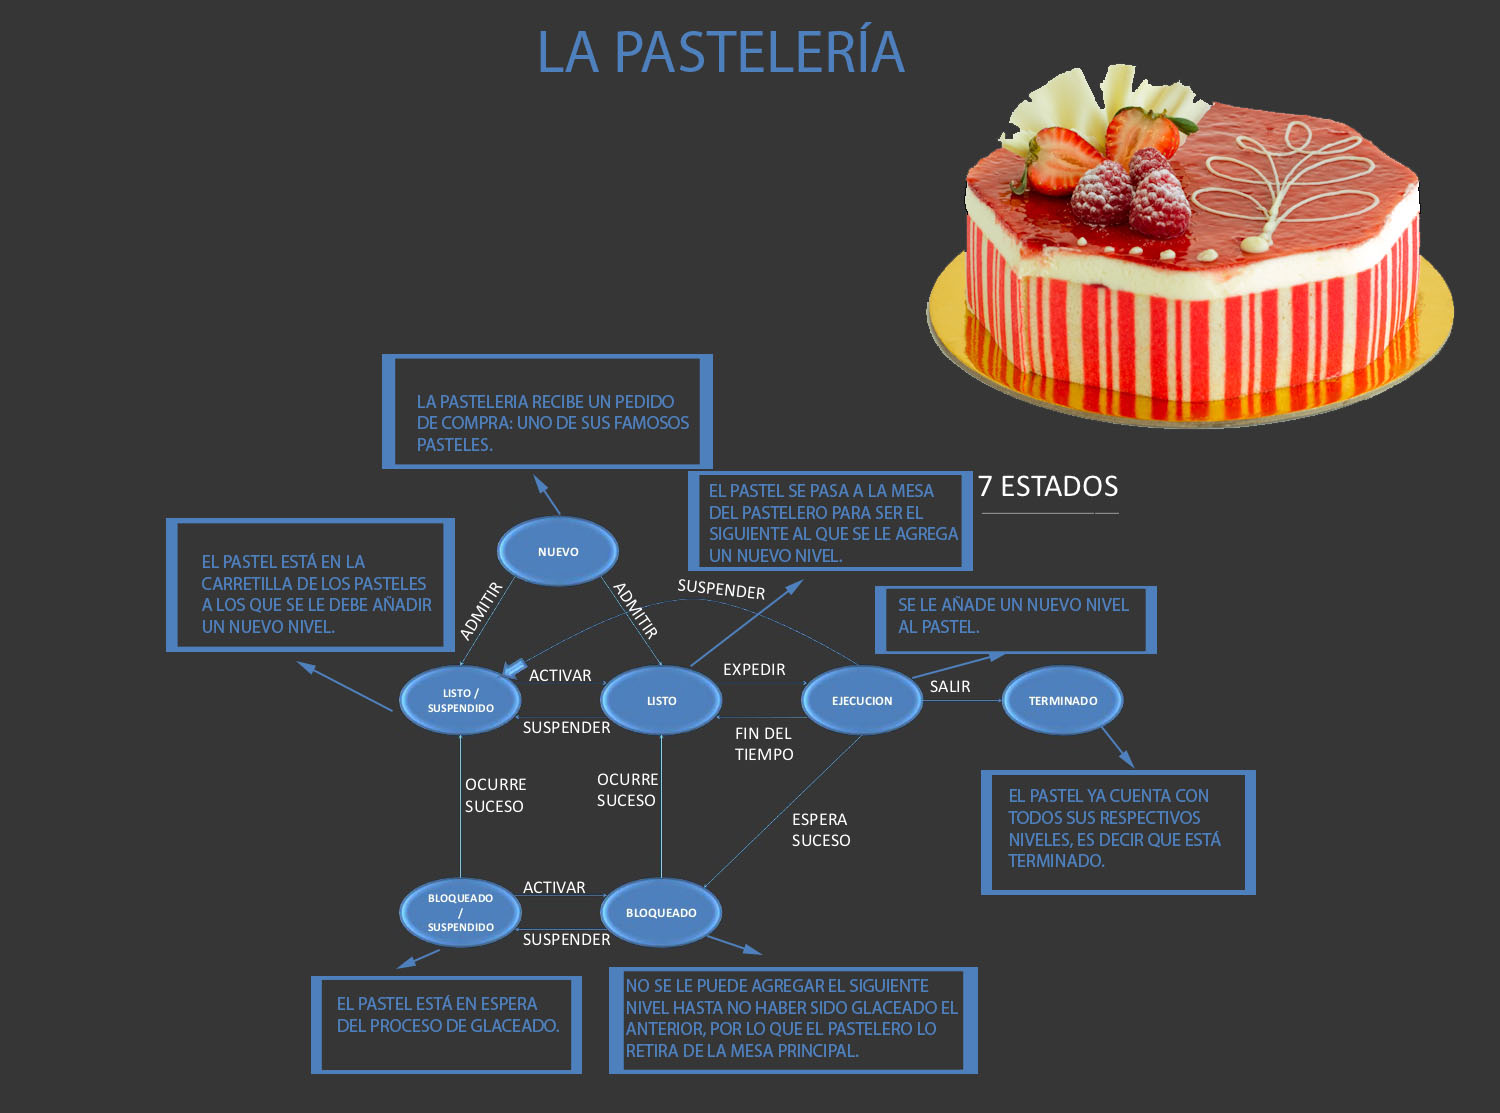 LA PASTELERÍA
LA PASTELERIA RECIBE UN PEDIDO
DE COMPRA: UNO DE SUS FAMOSOS
PASTELES.
7 ESTADOS
EL PASTEL SE PASA A LA MESA
DEL PASTELERO PARA SER EL
SIGUIENTE AL QUE SE LE AGREGA
UN NUEVO NIVEL.
NUEVO
EL PASTEL ESTÁ EN LA
CARRETILLA DE LOS PASTELES
A LOS QUE SE LE DEBE AÑADIR
UN NUEVO NIVEL.
ADMITIR
ADMITIR
SUSPENDER
SE LE AÑADE UN NUEVO NIVEL
AL PASTEL.
LISTO /
SUSPENDIDO
ACTIVAR
SUSPENDER
LISTO
EXPEDIR
FIN DEL
TIEMPO
EJECUCION
SALIR
TERMINADO
OCURRE
SUCESO
OCURRE
SUCESO
ESPERA
SUCESO
EL PASTEL YA CUENTA CON
TODOS SUS RESPECTIVOS
NIVELES, ES DECIR QUE ESTÁ
TERMINADO.
BLOQUEADO
/
SUSPENDIDO
ACTIVAR
SUSPENDER
BLOQUEADO
EL PASTEL ESTÁ EN ESPERA
DEL PROCESO DE GLACEADO.
NO SE LE PUEDE AGREGAR EL SIGUIENTE
NIVEL HASTA NO HABER SIDO GLACEADO EL
ANTERIOR, POR LO QUE EL PASTELERO LO
RETIRA DE LA MESA PRINCIPAL.